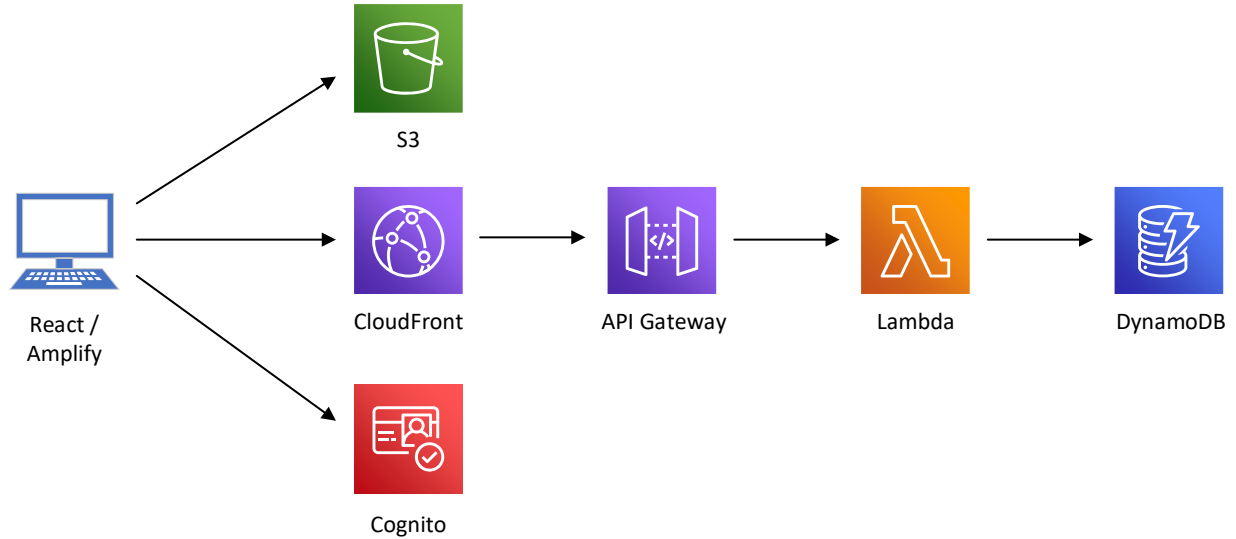 S3
React /
Amplify
CloudFront
</>
API Gateway
Lambda
DynamoDB
Cognito